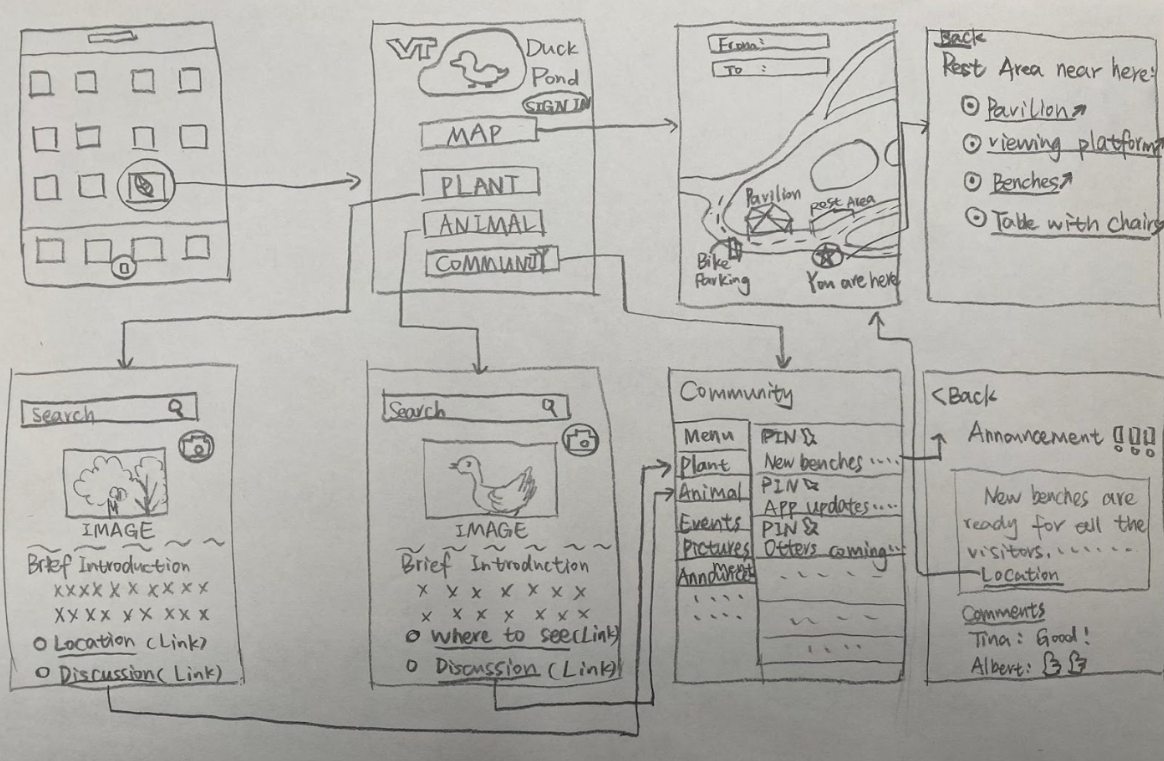 VT
Duck
Pond
SIGN IN
MAP
PLANT
ANIMAL
COMMUNITY
From:
To :
Pavilion
Rest Area
Bike
Parking
You are here
Back
Rest Area near here:
Pavilion
viewing platform
Benches
Table with chairs
Search
IMAGE
Brief Introduction
xxxx x x x x x x
xxxx xx xxx
Location (Link)
Discussion (Link)
Search
IMAGE
Brief Introduction
x x x x x x x
x x x x x x
where to see (Link)
Discussion (Link)
Community
Menu
Plant
Animal
Events
Pictures
Announcement
PIN
New benches ....
PIN
App updates....
PIN
Otters coming...
<Back
Announcement !!!
New benches are
ready for all the
visitors.......
Location
Comments
Tina: Good!
Albert: